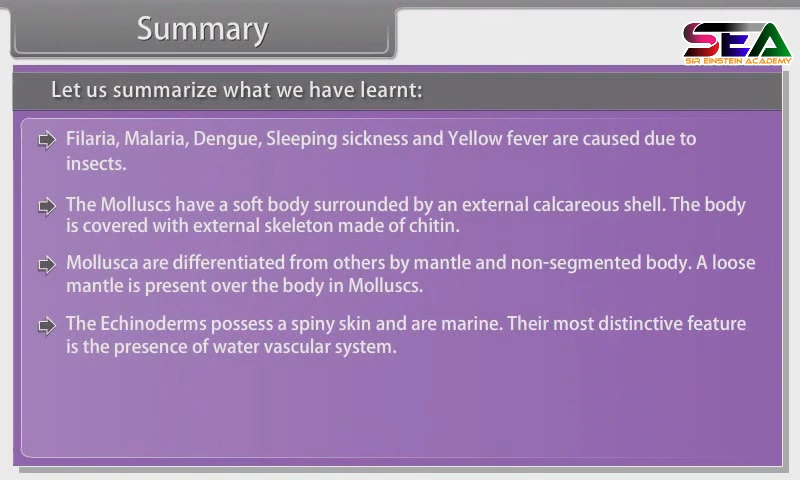 Summary
SEA
SIR EINSTEIN ACADEMY
Let us summarize what we have learnt:
Filaria, Malaria, Dengue, Sleeping sickness and Yellow fever are caused due to
insects.
The Molluscs have a soft body surrounded by an external calcareous shell. The body
is covered with external skeleton made of chitin.
Mollusca are differentiated from others by mantle and non-segmented body. A loose
mantle is present over the body in Molluscs.
The Echinoderms possess a spiny skin and are marine. Their most distinctive feature
is the presence of water vascular system.